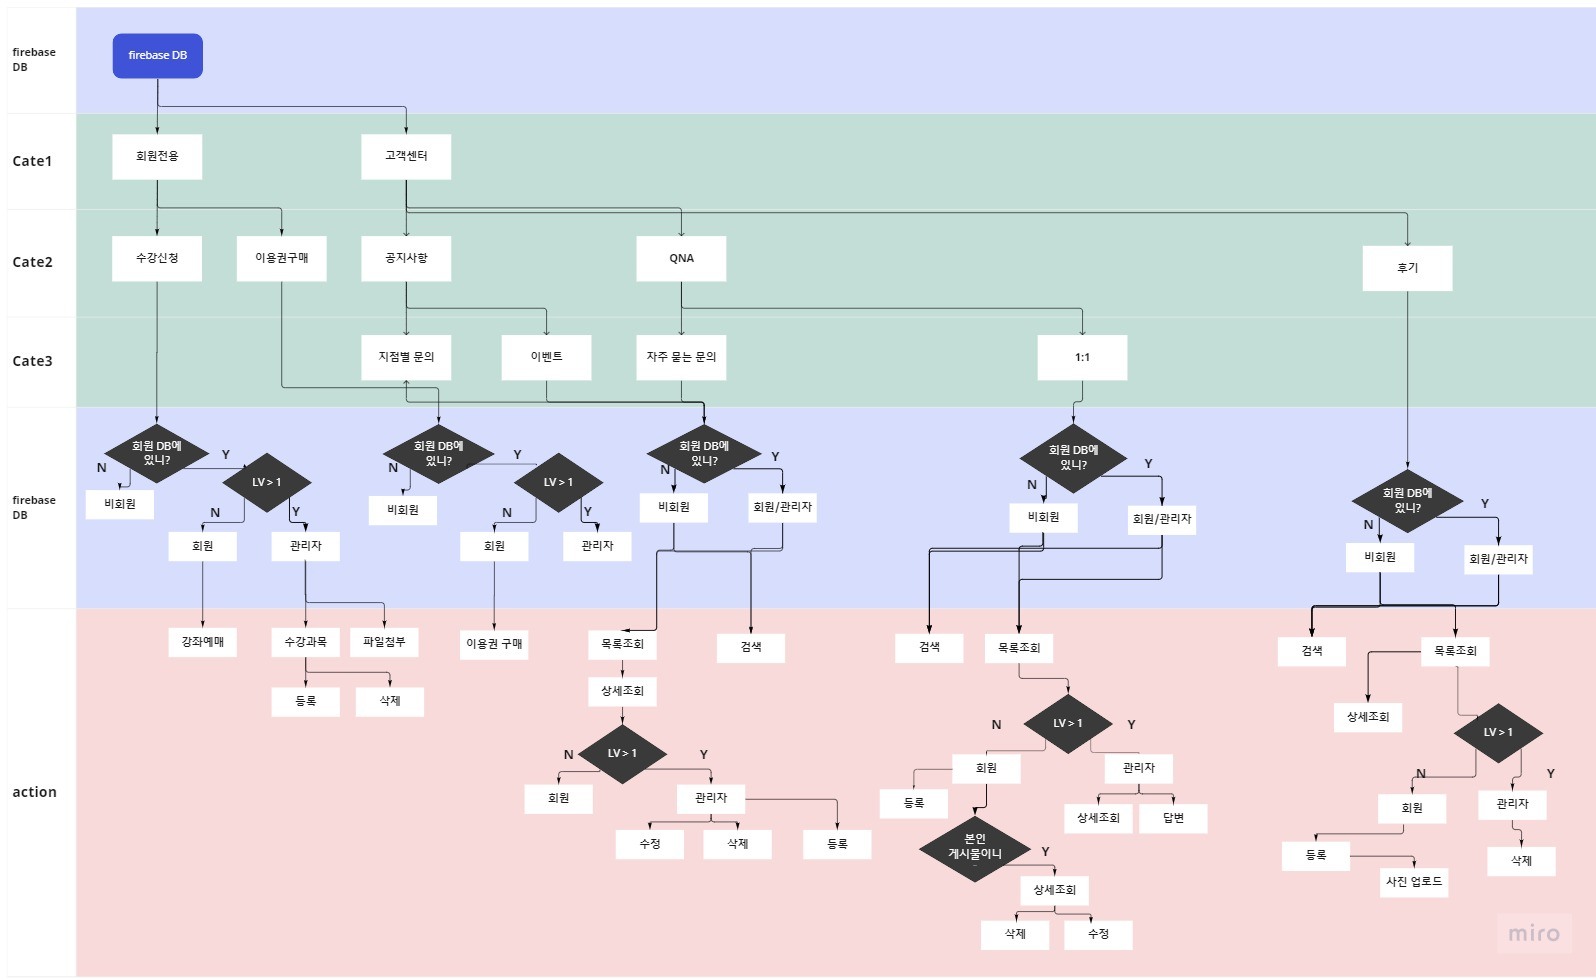 firebase
DB
firebase DB
Cate1
회원전용
고객센터
Cate2
수강신청
이용권구매
공지사항
QNA
후기
Cate3
지점별 문의
이벤트
자주 묻는 문의
1:1
firebase
DB
회원 DB에
있니?
N
Y
비회원
LV > 1
N
Y
회원
관리자
회원 DB에
있니?
N
Y
비회원
LV > 1
N
Y
회원
관리자
회원 DB에
있니?
N
Y
비회원
회원/관리자
회원 DB에
있니?
N
Y
비회원
회원/관리자
회원 DB에
있니?
N
Y
비회원
회원/관리자
action
강좌예매
수강과목
파일첨부
등록
삭제
이용권 구매
목록조회
검색
상세조회
LV > 1
N
Y
회원
관리자
수정
삭제
등록
검색
목록조회
LV > 1
N
Y
회원
관리자
등록
상세조회
답변
본인
게시물이니
Y
상세조회
삭제
수정
검색
목록조회
상세조회
LV > 1
N
Y
회원
관리자
등록
삭제
사진 업로드
miro